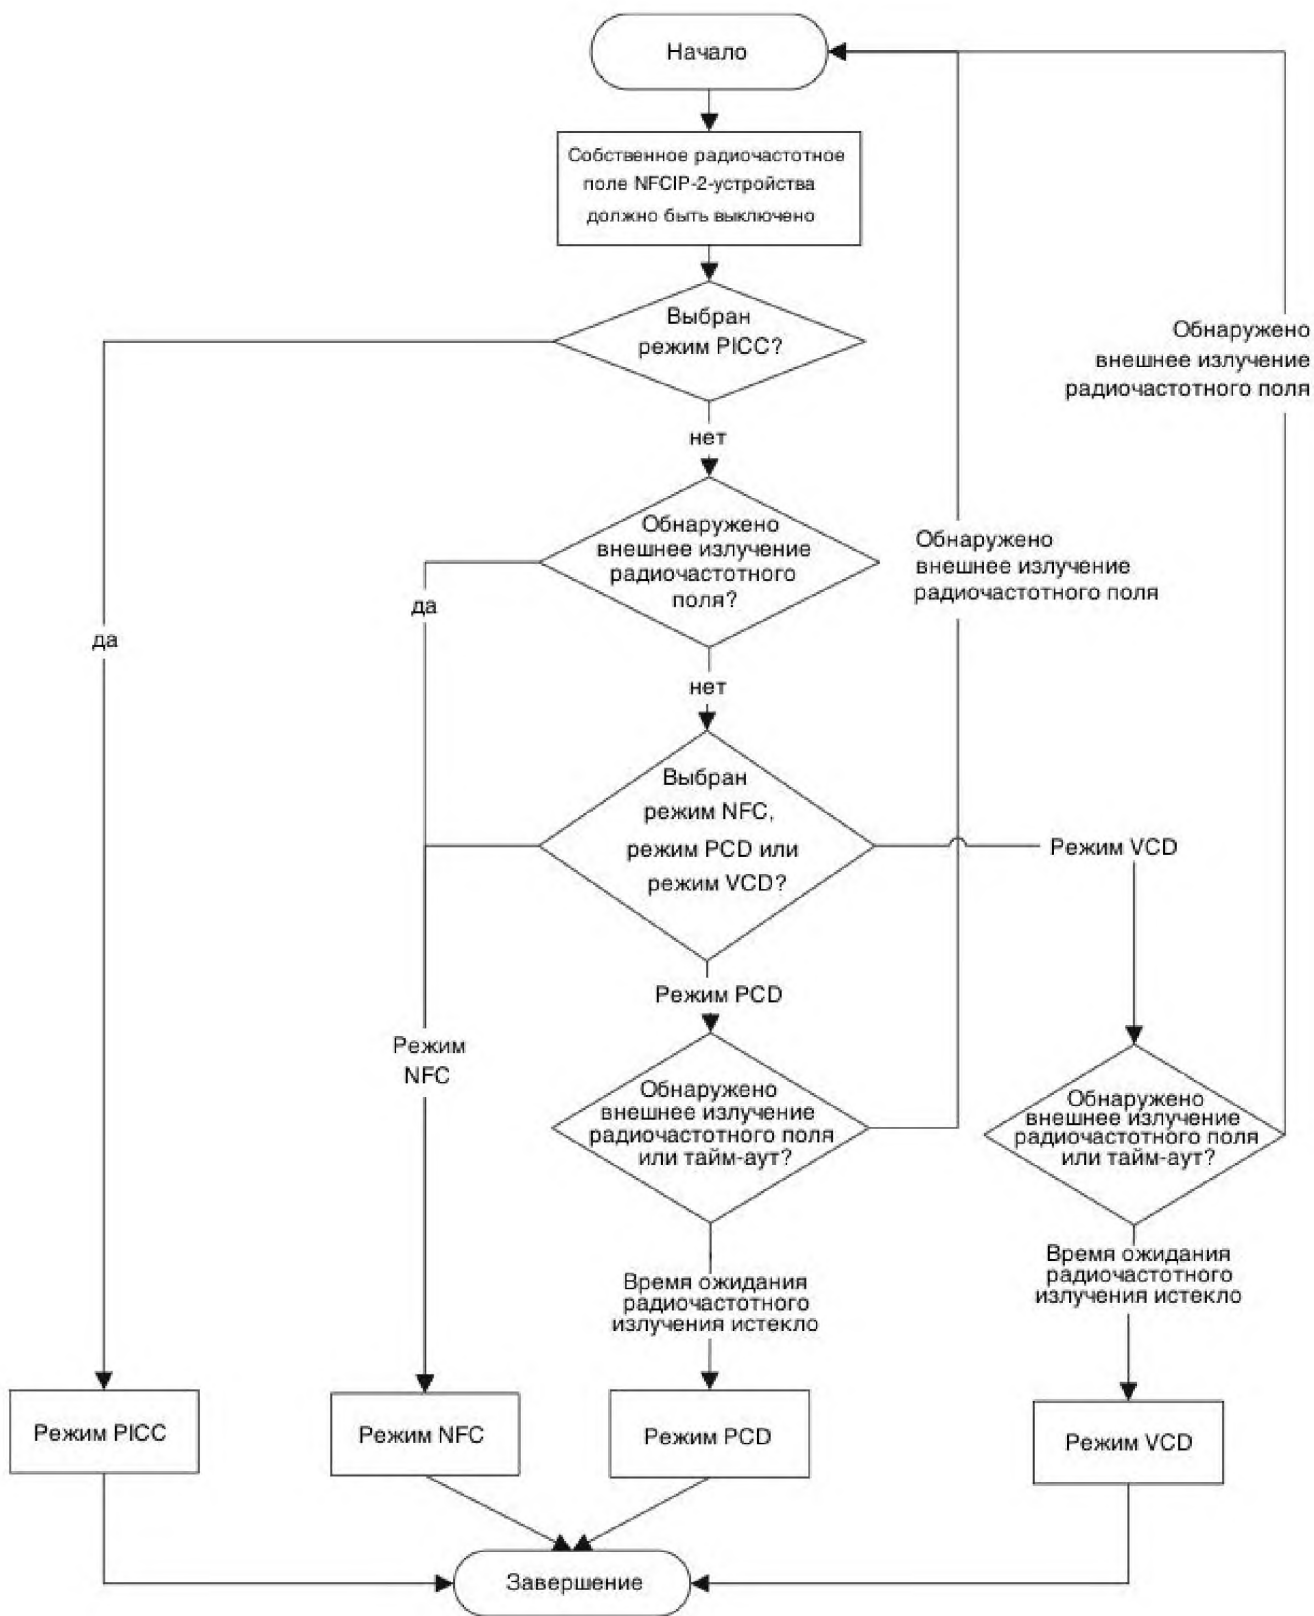 Начало
Собственное радиочастотное
поле NFCIP-2-устройства
должно быть выключено
Выбран
режим PICC?
Обнаружено
внешнее излучение
радиочастотного поля
нет
Обнаружено
внешнее излучение
радиочастотного
поля?
Обнаружено
внешнее излучение
радиочастотного поля
да
да
нет
Выбран
режим NFC,
режим PCD или
режим VCD?
Режим VCD
Режим PCD
Режим
NFC
Обнаружено
внешнее излучение
радиочастотного поля
или тайм-аут?
Обнаружено
внешнее излучение
радиочастотного поля
или тайм-аут?
Время ожидания
радиочастотного
излучения истекло
Время ожидания
радиочастотного
излучения истекло
Режим PICC
Режим NFC
Режим PCD
Режим VCD
Завершение